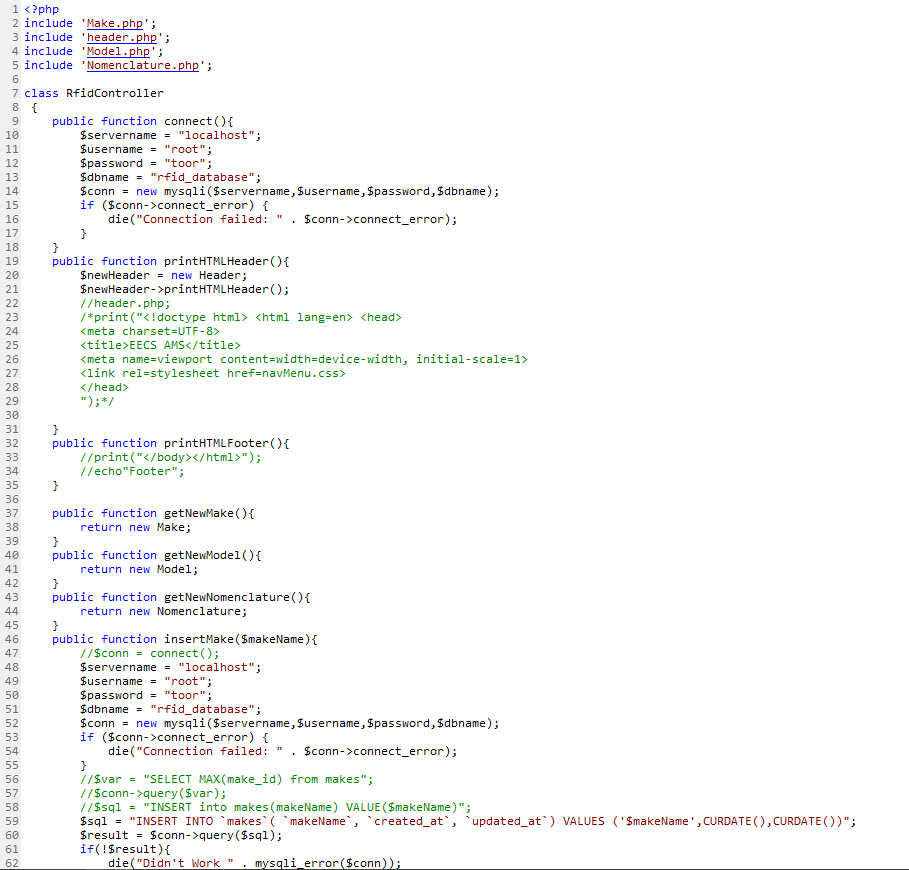 1 <?php
2 include 'Make.php';
3 include 'header.php';
4 include 'Model.php';
5 include 'Nomenclature.php';
6
7 class RfidController
8 {
9 public function connect(){
10 $servername = "localhost";
11 $username = "root";
12 $password = "toor";
13 $dbname = "rfid_database";
14 $conn = new mysqli($servername,$username,$password,$dbname);
15 if ($conn->connect_error) {
16 die("Connection failed: " . $conn->connect_error);
17 }
18 }
19 public function printHTMLHeader(){
20 $newHeader = new Header;
21 $newHeader->printHTMLHeader();
22 //header.php;
23 /*print("<!doctype html> <html lang=en> <head>
24 <meta charset=UTF-8>
25 <title>EECS AMS</title>
26 <meta name=viewport content=width=device-width, initial-scale=1>
27 <link rel=stylesheet href=navMenu.css>
28 </head>
29 ");*/
30
31 }
32 public function printHTMLFooter(){
33 //print("</body></html>");
34 //echo"Footer";
35 }
36
37 public function getNewMake(){
38 return new Make;
39 }
40 public function getNewModel(){
41 return new Model;
42 }
43 public function getNewNomenclature(){
44 return new Nomenclature;
45 }
46 public function insertMake($makeName){
47 //$conn = connect();
48 $servername = "localhost";
49 $username = "root";
50 $password = "toor";
51 $dbname = "rfid_database";
52 $conn = new mysqli($servername,$username,$password,$dbname);
53 if ($conn->connect_error) {
54 die("Connection failed: " . $conn->connect_error);
55 }
56 //$var = "SELECT MAX(make_id) from makes";
57 //$conn->query($var);
58 //$sql = "INSERT into makes(makeName) VALUE($makeName)";
59 $sql = "INSERT INTO `makes`( `makeName`, `created_at`, `updated_at`) VALUES ('$makeName',CURDATE(),CURDATE())";
60 $result = $conn->query($sql);
61 if(!$result){
62 die("Didn't Work " . mysqli_error($conn));